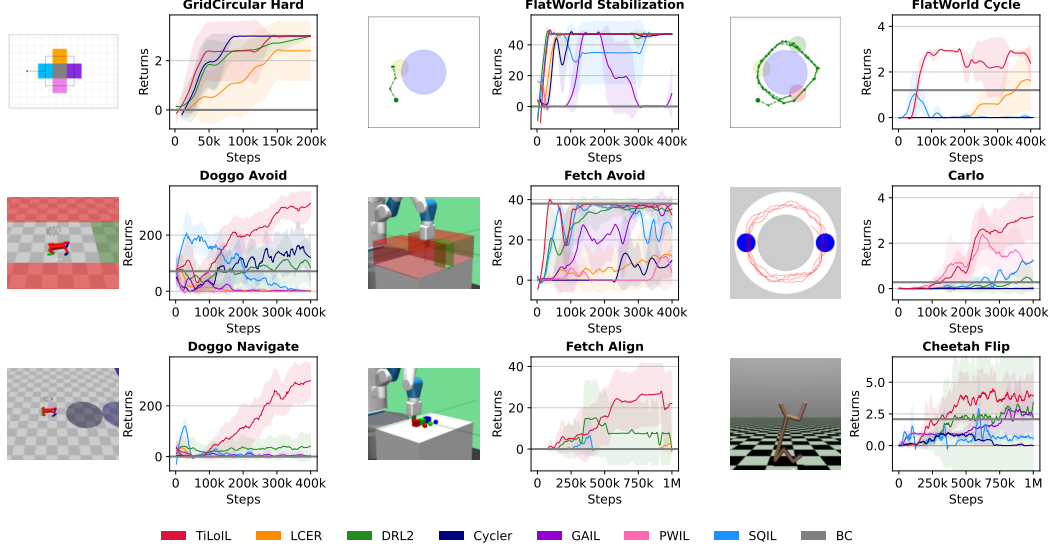 GridCircular Hard
Returns
2
0
0 50k 100k 150k 200k
Steps
FlatWorld Stabilization
Returns
40
20
0
0 100k 200k 300k 400k
Steps
FlatWorld Cycle
Returns
4
2
0
0 100k 200k 300k 400k
Steps
Doggo Avoid
Returns
200
0
0 100k 200k 300k 400k
Steps
Fetch Avoid
Returns
40
20
0
0 100k 200k 300k 400k
Steps
Carlo
Returns
4
2
0
0 100k 200k 300k 400k
Steps
Doggo Navigate
Returns
200
0
0 100k 200k 300k 400k
Steps
Fetch Align
Returns
40
20
0
0 250k 500k 750k 1M
Steps
Cheetah Flip
Returns
5.0
2.5
0.0
0 250k 500k 750k 1M
Steps
TiLoIL LCER DRL2 Cycler GAIL PWIL SQIL BC